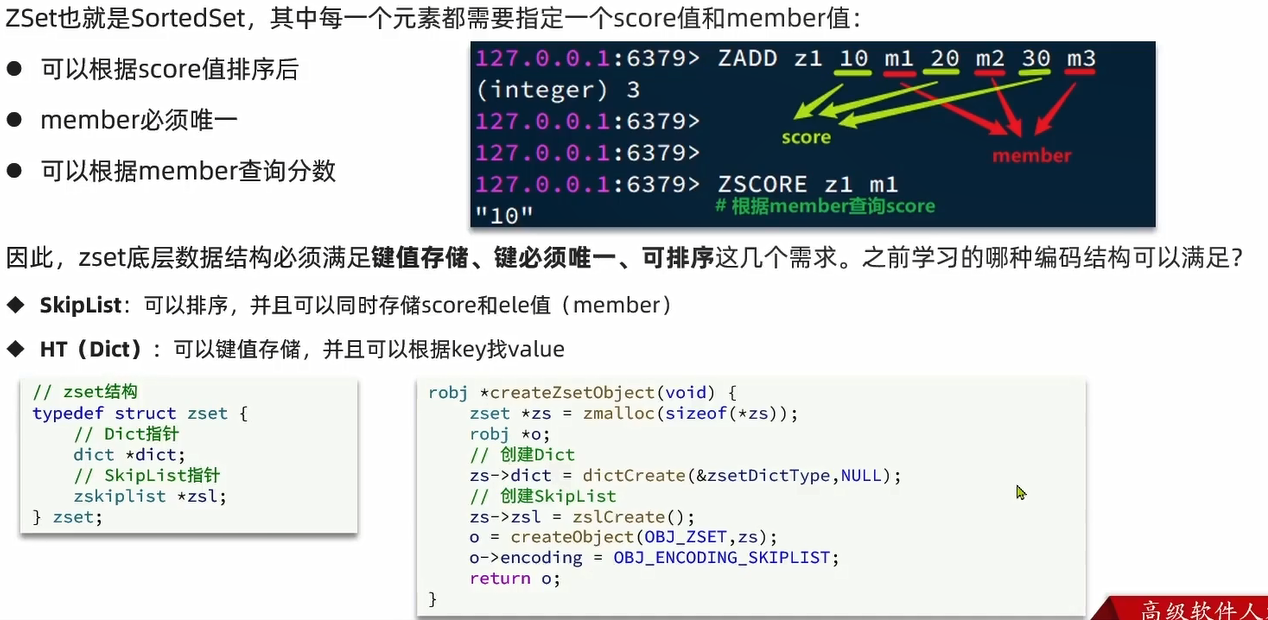 ZSet也就是SortedSet，其中每一个元素都需要指定一个score值和member值：
● 可以根据score值排序后
● member必须唯一
● 可以根据member查询分数
127.0.0.1:6379> ZADD z1 10 m1 20 m2 30 m3
(integer) 3
127.0.0.1:6379>
127.0.0.1:6379>
127.0.0.1:6379> ZSCORE z1 m1
"10"
score
member
# 根据member查询score
因此，zset底层数据结构必须满足键值存储、键必须唯一、可排序这几个需求。之前学习的哪种编码结构可以满足？
◆ SkipList：可以排序，并且可以同时存储score和ele值（member）
◆ HT（Dict）：可以键值存储，并且可以根据key找value
// zset结构
typedef struct zset {
// Dict指针
dict *dict;
// SkipList指针
zskiplist *zsl;
} zset;
robj *createZsetObject(void) {
zset *zs = zmalloc(sizeof(*zs));
robj *o;
// 创建Dict
zs->dict = dictCreate(&zsetDictType,NULL);
// 创建SkipList
zs->zsl = zslCreate();
o = createObject(OBJ_ZSET,zs);
o->encoding = OBJ_ENCODING_SKIPLIST;
return o;
}
高级软件人